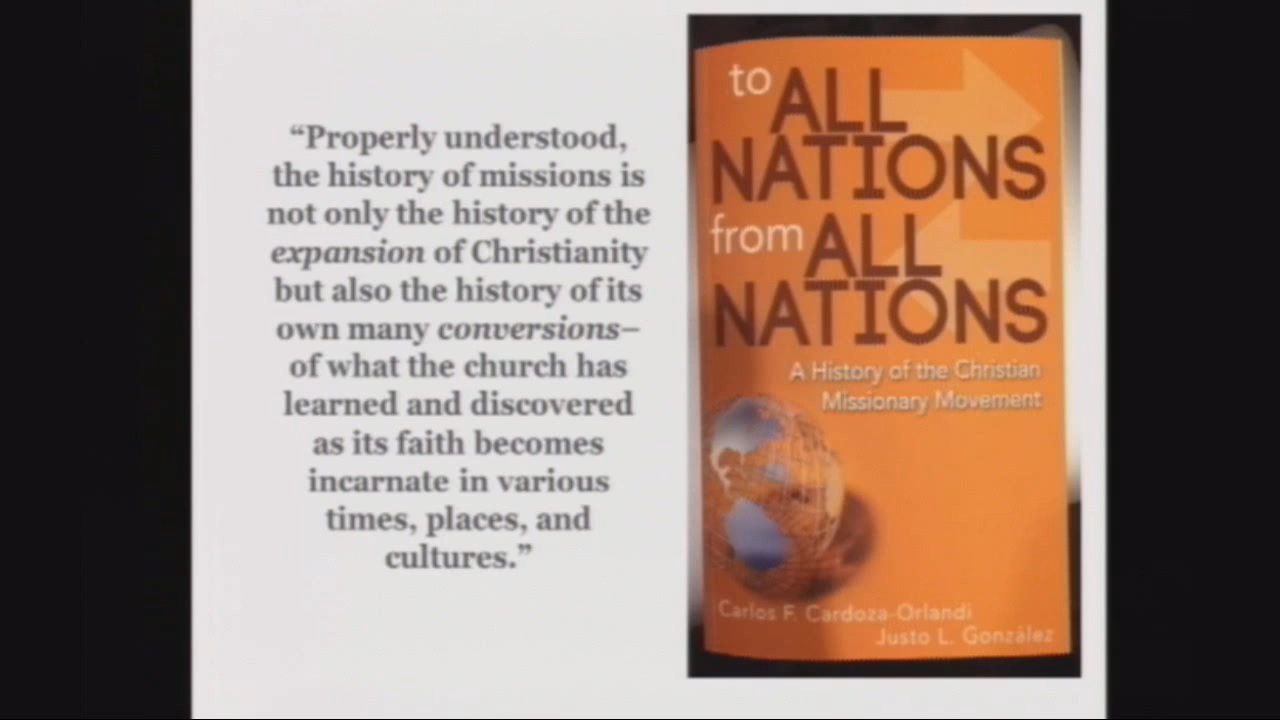 “Properly understood,
the history of missions is
not only the history of the
expansion of Christianity
but also the history of its
own many conversions–
of what the church has
learned and discovered
as its faith becomes
incarnate in various
times, places, and
cultures.”
to ALL
NATIONS
from ALL
NATIONS
A History of the Christian
Missionary Movement
Carlos F. Cardoza-Orlandi
Justo L. González